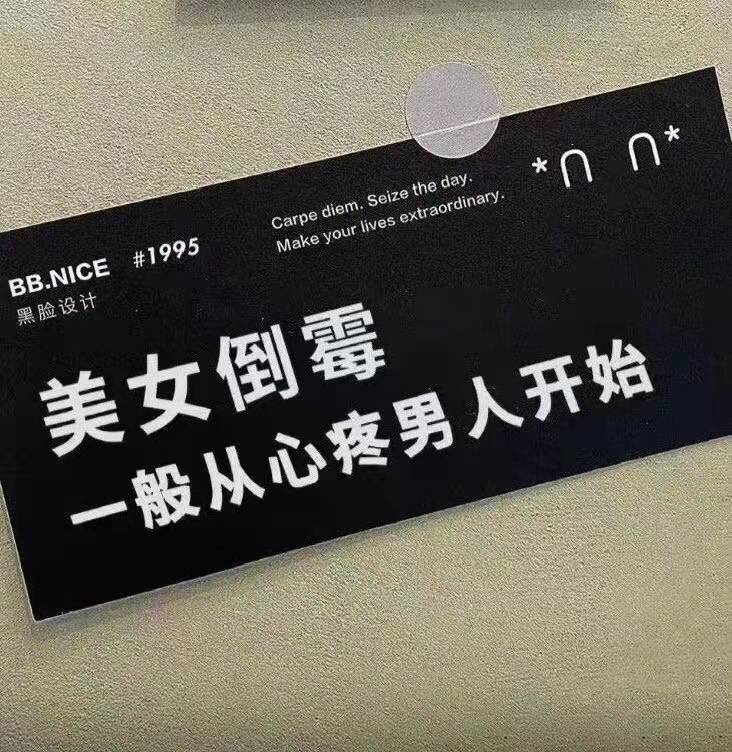 BB.NICE #1995
黑脸设计
Carpe diem. Seize the day.
Make your lives extraordinary.
*∩ ∩*
美女倒霉
一般从心疼男人开始